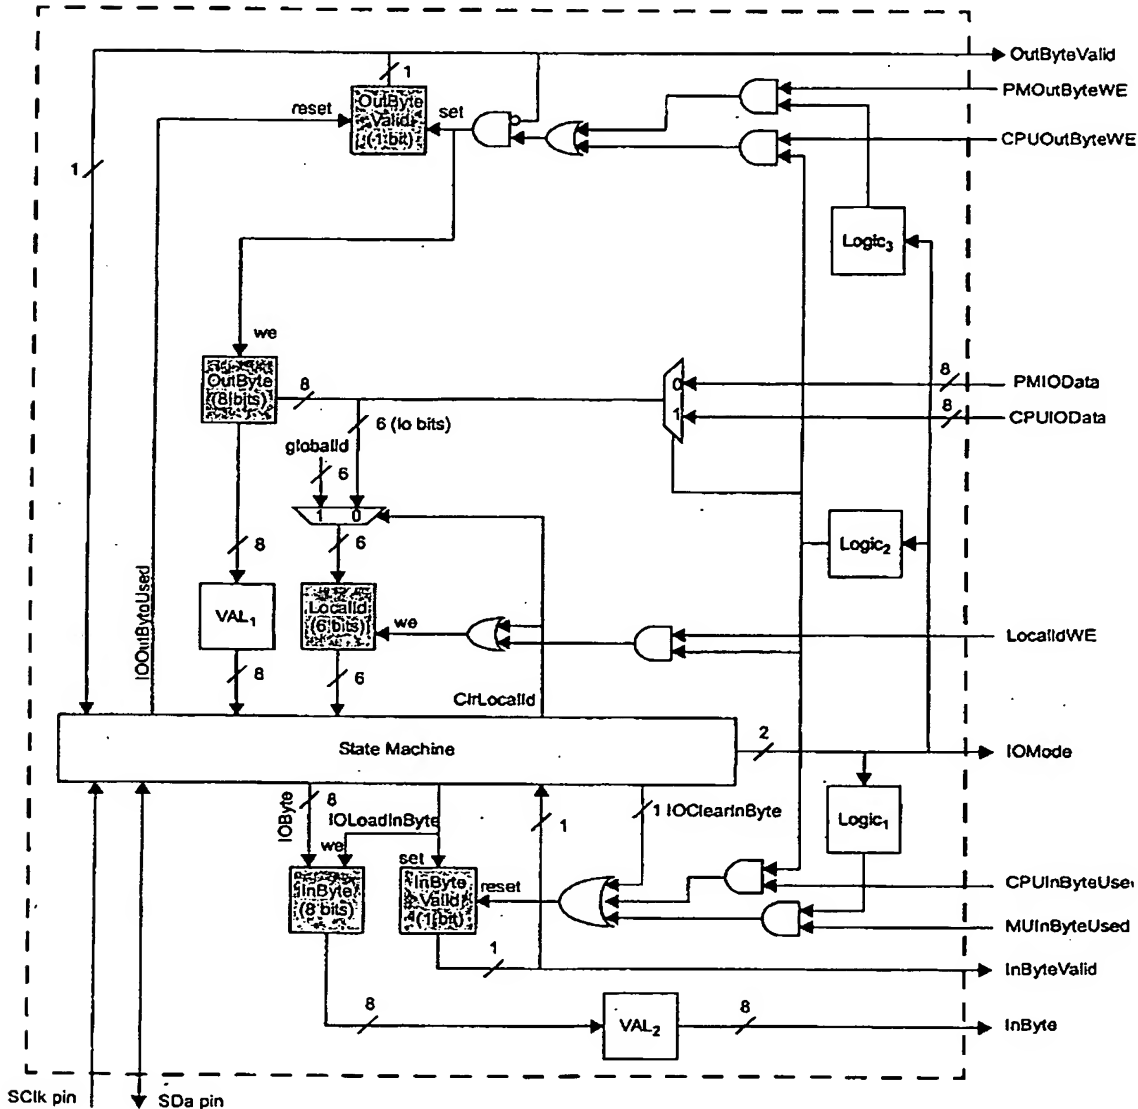 OutByteValid
1
OutByte
Valid
(1 bit)
reset
set
PMOutByteWE
CPUOutByteWE
1
Logic3
we
OutByte
(8 bits)
8
0
1
8
PMIOData
8
CPUIOData
6 (lo bits)
globalId
6
1 0
6
8
Logic2
IOOutByteUsed
VAL1
LocalId
(6 bits)
we
LocalIdWE
8
6
ClrLocalId
State Machine
2
IOMode
IOByte
8
IOLoadInByte
1
1 IOClearInByte
Logic1
we
set
InByte
(8 bits)
InByte
Valid
(1 bit)
reset
CPUInByteUse
MUInByteUsed
1
InByteValid
8
VAL2
8
InByte
SClk pin
SDa pin